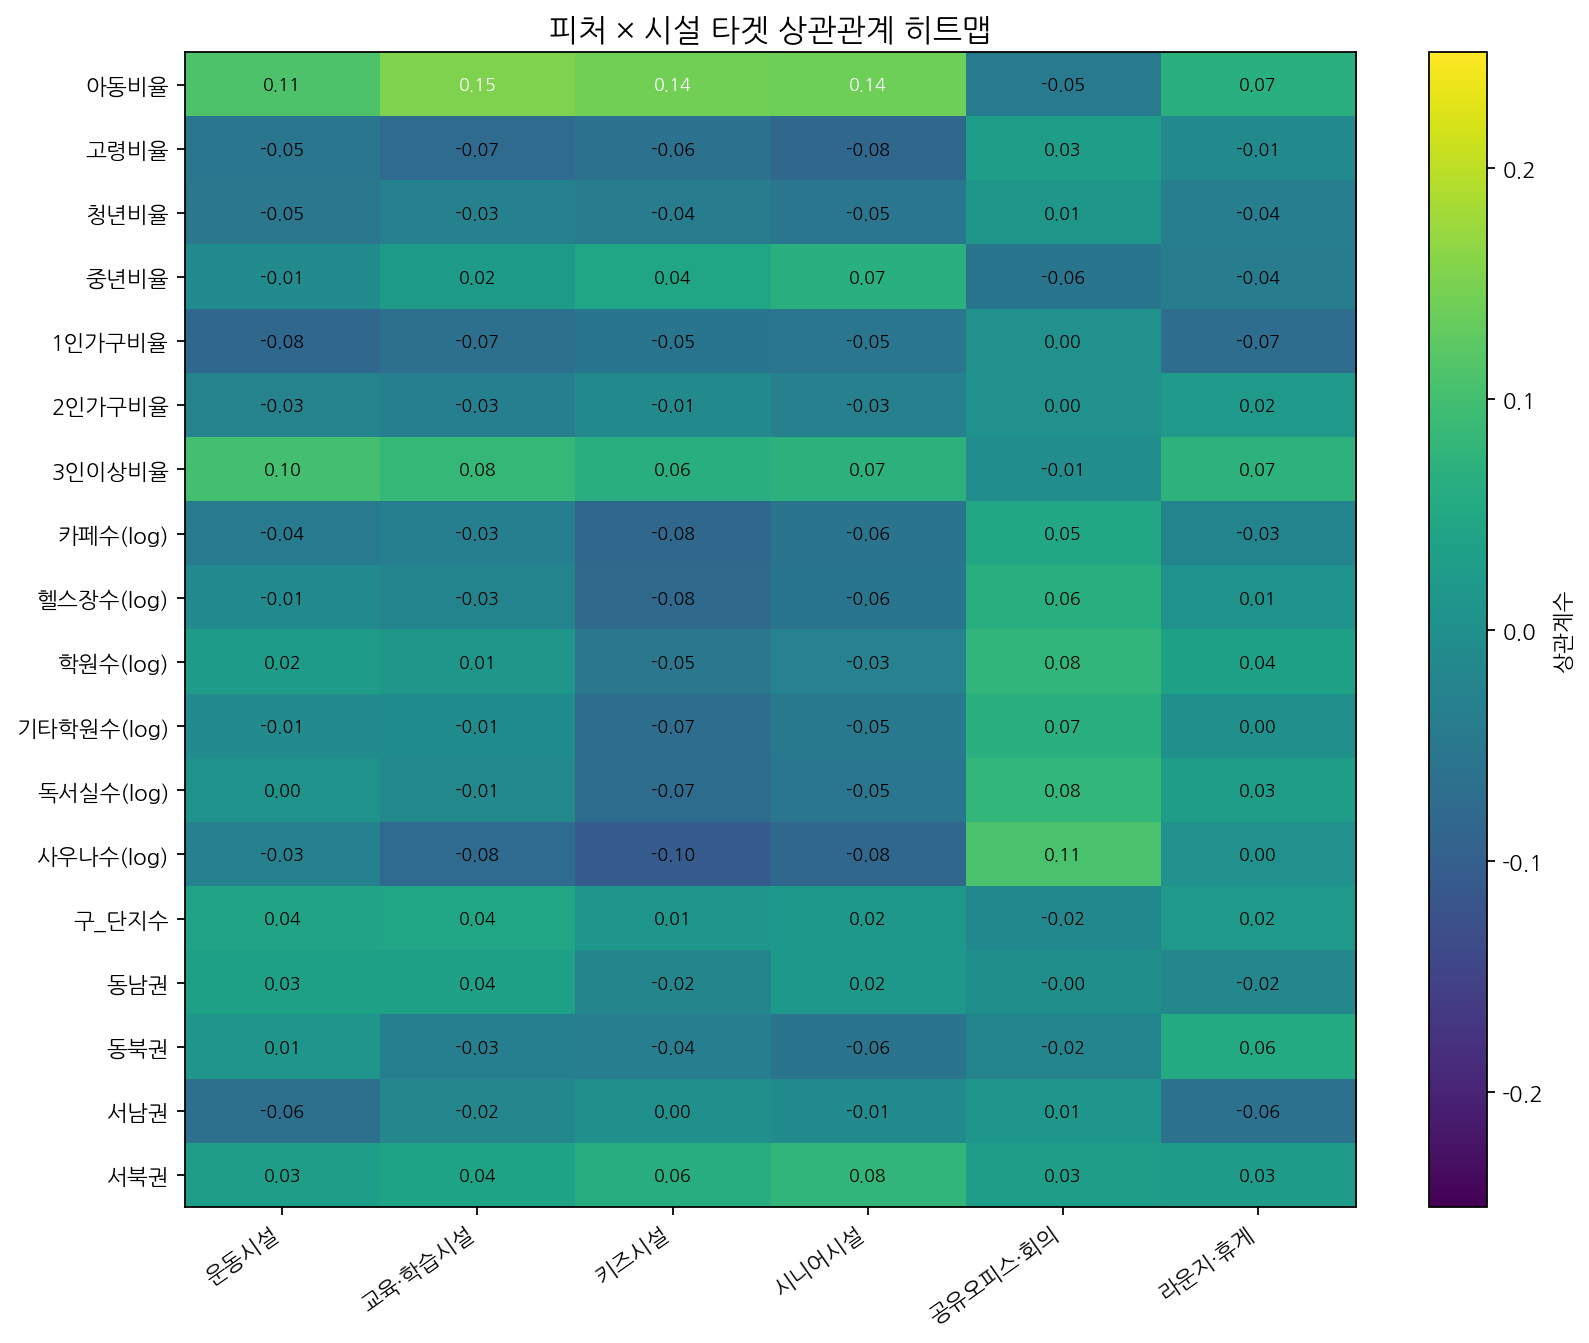 피처 × 시설 타겟 상관관계 히트맵
아동비율 0.11 0.15 0.14 0.14 -0.05 0.07
고령비율 -0.05 -0.07 -0.06 -0.08 0.03 -0.01
청년비율 -0.05 -0.03 -0.04 -0.05 0.01 -0.04
중년비율 -0.01 0.02 0.04 0.07 -0.06 -0.04
1인가구비율 -0.08 -0.07 -0.05 -0.05 0.00 -0.07
2인가구비율 -0.03 -0.03 -0.01 -0.03 0.00 0.02
3인이상비율 0.10 0.08 0.06 0.07 -0.01 0.07
카페수(log) -0.04 -0.03 -0.08 -0.06 0.05 -0.03
헬스장수(log) -0.01 -0.03 -0.08 -0.06 0.06 0.01
학원수(log) 0.02 0.01 -0.05 -0.03 0.08 0.04
기타학원수(log) -0.01 -0.01 -0.07 -0.05 0.07 0.00
독서실수(log) 0.00 -0.01 -0.07 -0.05 0.08 0.03
사우나수(log) -0.03 -0.08 -0.10 -0.08 0.11 0.00
구_단지수 0.04 0.04 0.01 0.02 -0.02 0.02
동남권 0.03 0.04 -0.02 0.02 -0.00 -0.02
동북권 0.01 -0.03 -0.04 -0.06 -0.02 0.06
서남권 -0.06 -0.02 0.00 -0.01 0.01 -0.06
서북권 0.03 0.04 0.06 0.08 0.03 0.03
운동시설 교육·학습시설 키즈시설 시니어시설 공유오피스·회의 라운지·휴게
0.2
0.1
0.0
-0.1
-0.2
상관계수